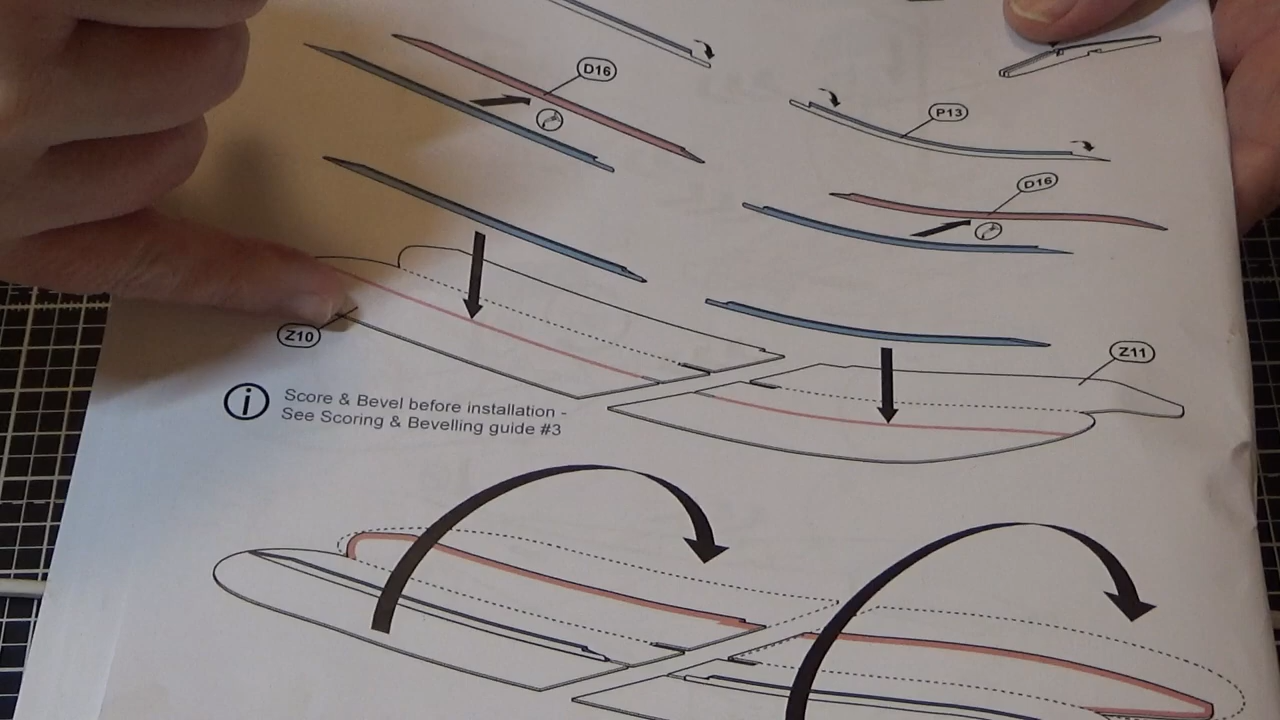 D16
P13
D16
Z10
Z11
i
Score & Bevel before installation -
See Scoring & Bevelling guide #3